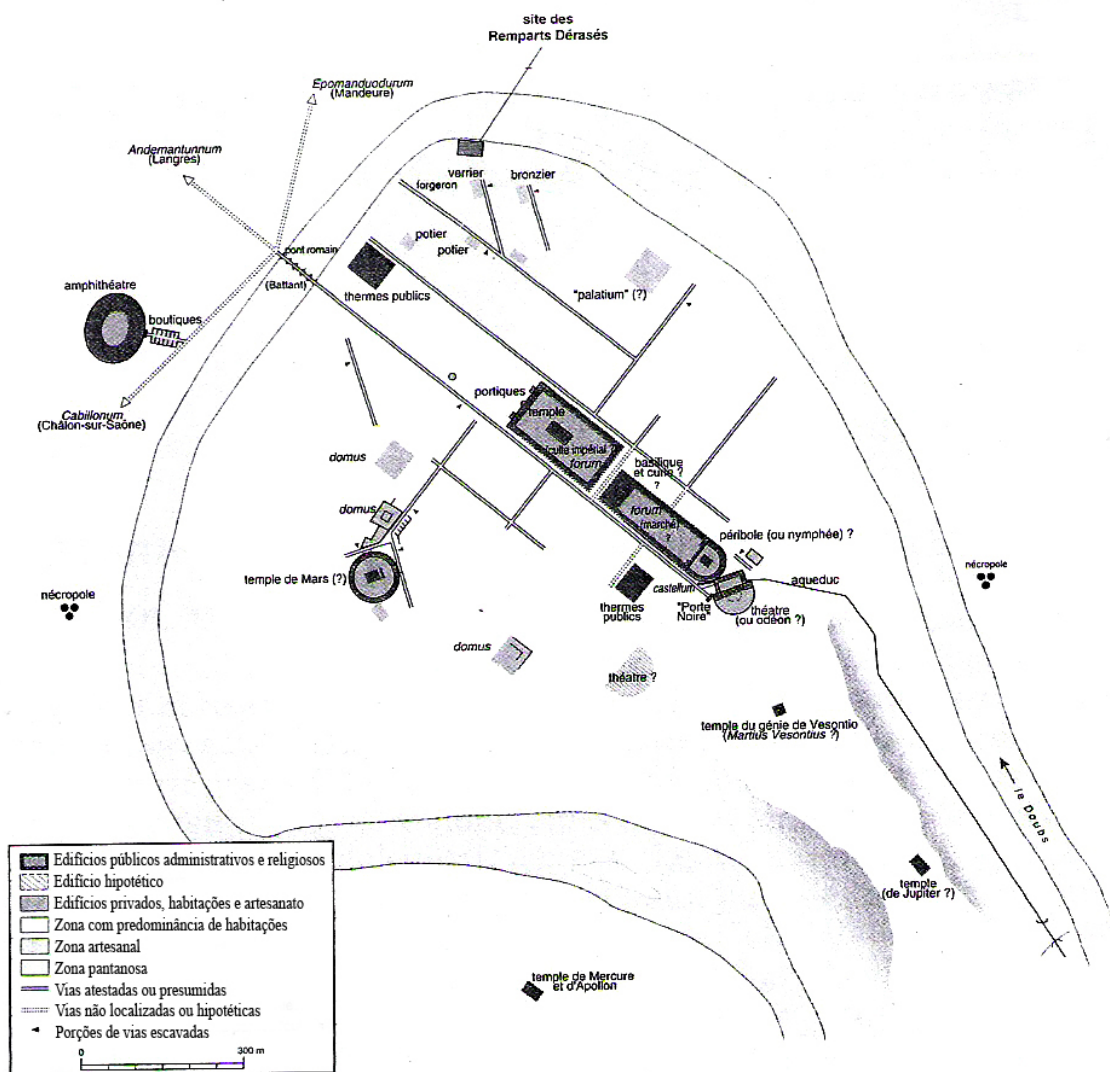 site des
Remparts Dérasés
Epomanduodurum
(Mandeure)
Andemantunnum
(Langres)
verrier
bronzier
forgeron
potier
potier
pont romain
(Battant)
thermes publics
"palatium" (?)
amphithéatre
boutiques
portiques
temple
(culte impérial ?)
forum
Cabillonum
(Châlon-sur-Saône)
domus
basilique
et curie ?
?
domus
forum
(marché)
?
péribole (ou nymphée) ?
temple de Mars (?)
nécropole
nécropole
aqueduc
castellum
thermes
publics
"Porte
Noire"
théatre
(ou odéon ?)
domus
théatre ?
temple du génie de Vesontio
(Martius Vesontius ?)
le Doubs
temple
(de Jupiter ?)
temple de Mercure
et d'Apollon
Edifícios públicos administrativos e religiosos
Edifício hipotético
Edifícios privados, habitações e artesanato
Zona com predominância de habitações
Zona artesanal
Zona pantanosa
Vias atestadas ou presumidas
Vias não localizadas ou hipotéticas
Porções de vias escavadas
0 300 m